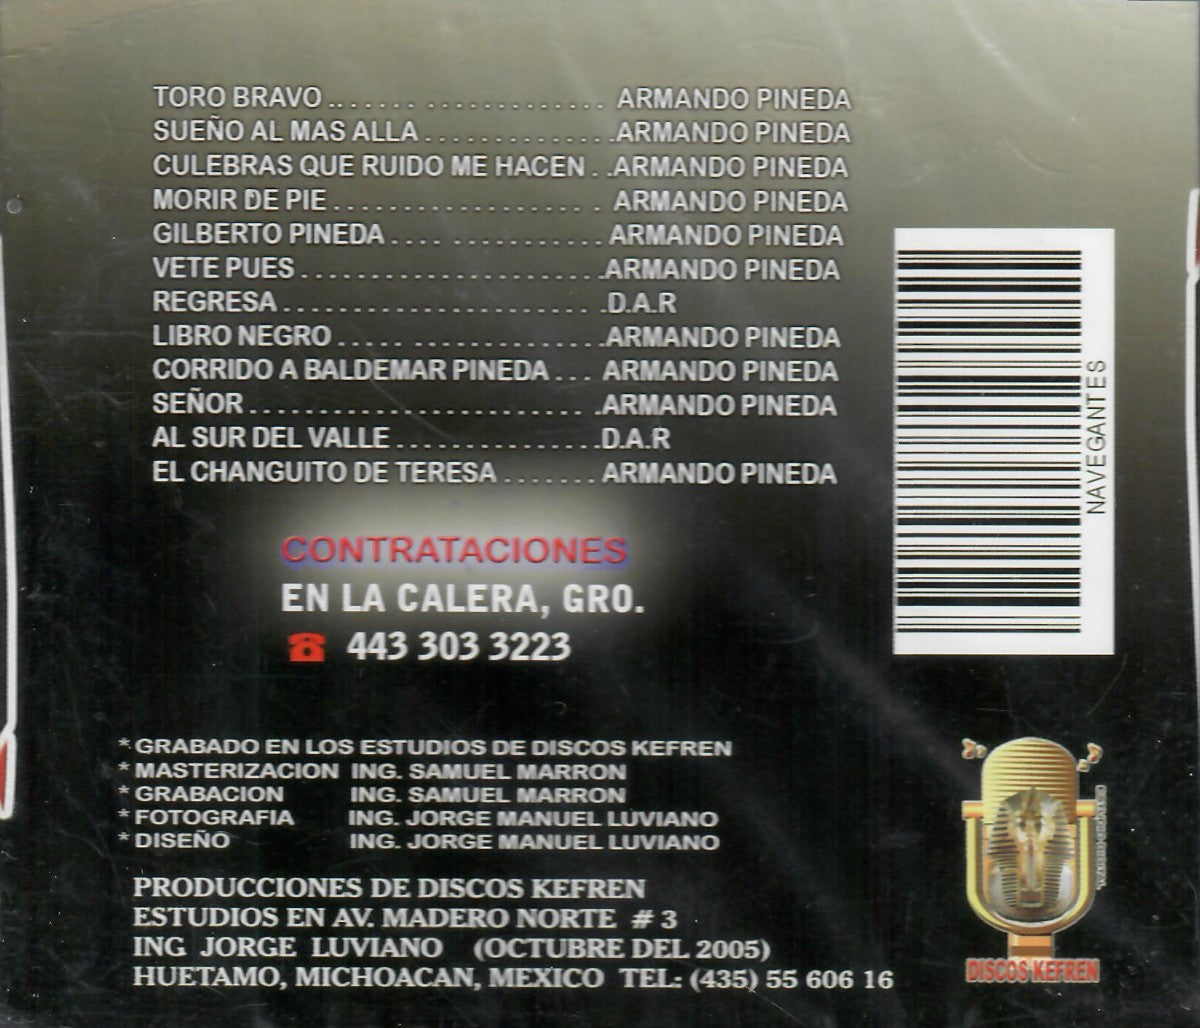 TORO BRAVO .. . . . . . . . . . . . . . . . . . . . . ARMANDO PINEDA
SUEÑO AL MAS ALLA . . . . . . . . . . . . . .ARMANDO PINEDA
CULEBRAS QUE RUIDO ME HACEN . .ARMANDO PINEDA
MORIR DE PIE . . . . . . . . . . . . . . . . . . . . ARMANDO PINEDA
GILBERTO PINEDA . . . . . . . . . . . . . . . ARMANDO PINEDA
VETE PUES . . . . . . . . . . . . . . . . . . . . . . .ARMANDO PINEDA
REGRESA . . . . . . . . . . . . . . . . . . . . . . . . .D.A.R
LIBRO NEGRO . . . . . . . . . . . . . . . . . . .ARMANDO PINEDA
CORRIDO A BALDEMAR PINEDA . . . ARMANDO PINEDA
SEÑOR . . . . . . . . . . . . . . . . . . . . . . . . . .ARMANDO PINEDA
AL SUR DEL VALLE . . . . . . . . . . . . . . .D.A.R
EL CHANGUITO DE TERESA . . . . . . . ARMANDO PINEDA
NAVEGANTES
CONTRATACIONES
EN LA CALERA, GRO.
☎ 443 303 3223
* GRABADO EN LOS ESTUDIOS DE DISCOS KEFREN
* MASTERIZACION ING. SAMUEL MARRON
* GRABACION ING. SAMUEL MARRON
* FOTOGRAFIA ING. JORGE MANUEL LUVIANO
* DISEÑO ING. JORGE MANUEL LUVIANO
PRODUCCIONES DE DISCOS KEFREN
ESTUDIOS EN AV. MADERO NORTE # 3
ING JORGE LUVIANO (OCTUBRE DEL 2005)
HUETAMO, MICHOACAN, MEXICO TEL: (435) 55 606 16
DISCOS KEFREN